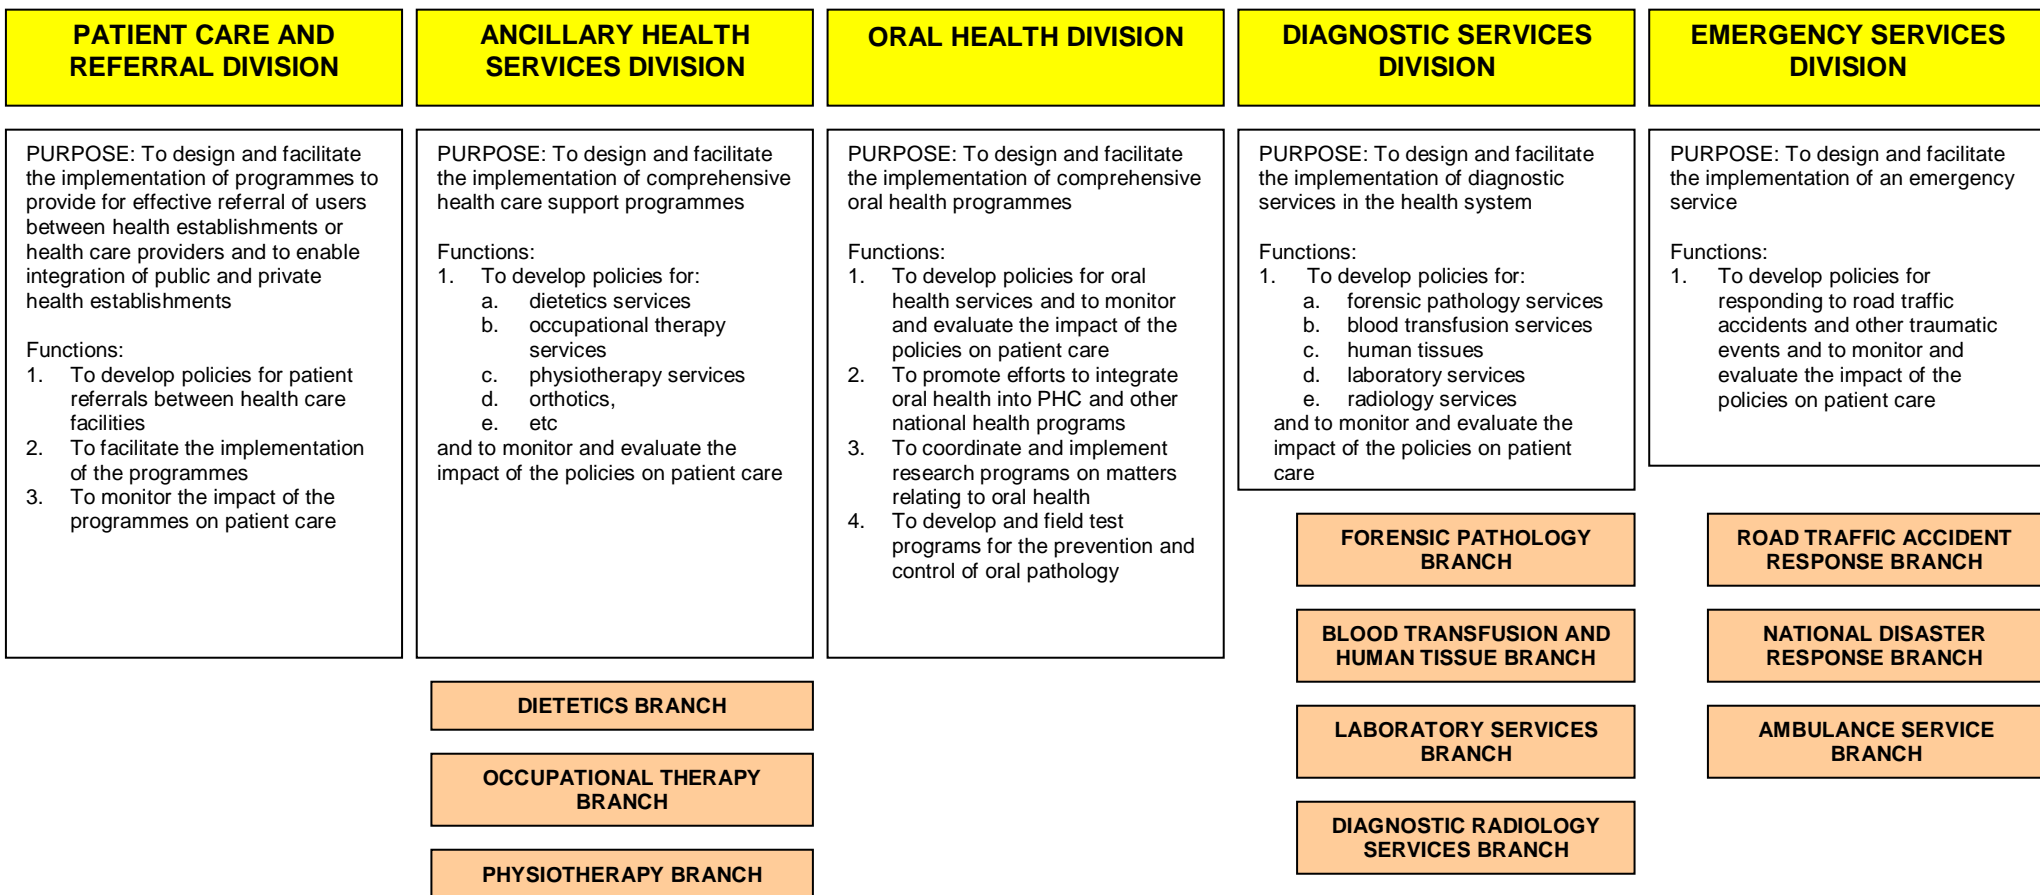 PATIENT CARE AND
REFERRAL DIVISION
PURPOSE: To design and facilitate
the implementation of programmes to
provide for effective referral of users
between health establishments or
health care providers and to enable
integration of public and private
health establishments
Functions:
1. To develop policies for patient
referrals between health care
facilities
2. To facilitate the implementation
of the programmes
3. To monitor the impact of the
programmes on patient care
ANCILLARY HEALTH
SERVICES DIVISION
PURPOSE: To design and facilitate
the implementation of comprehensive
health care support programmes
Functions:
1. To develop policies for:
a. dietetics services
b. occupational therapy
services
c. physiotherapy services
d. orthotics,
e. etc
and to monitor and evaluate the
impact of the policies on patient care
DIETETICS BRANCH
OCCUPATIONAL THERAPY
BRANCH
PHYSIOTHERAPY BRANCH
ORAL HEALTH DIVISION
PURPOSE: To design and facilitate
the implementation of comprehensive
oral health programmes
Functions:
1. To develop policies for oral
health services and to monitor
and evaluate the impact of the
policies on patient care
2. To promote efforts to integrate
oral health into PHC and other
national health programs
3. To coordinate and implement
research programs on matters
relating to oral health
4. To develop and field test
programs for the prevention and
control of oral pathology
DIAGNOSTIC SERVICES
DIVISION
PURPOSE: To design and facilitate
the implementation of diagnostic
services in the health system
Functions:
1. To develop policies for:
a. forensic pathology services
b. blood transfusion services
c. human tissues
d. laboratory services
e. radiology services
and to monitor and evaluate the
impact of the policies on patient
care
FORENSIC PATHOLOGY
BRANCH
BLOOD TRANSFUSION AND
HUMAN TISSUE BRANCH
LABORATORY SERVICES
BRANCH
DIAGNOSTIC RADIOLOGY
SERVICES BRANCH
EMERGENCY SERVICES
DIVISION
PURPOSE: To design and facilitate
the implementation of an emergency
service
Functions:
1. To develop policies for
responding to road traffic
accidents and other traumatic
events and to monitor and
evaluate the impact of the
policies on patient care
ROAD TRAFFIC ACCIDENT
RESPONSE BRANCH
NATIONAL DISASTER
RESPONSE BRANCH
AMBULANCE SERVICE
BRANCH